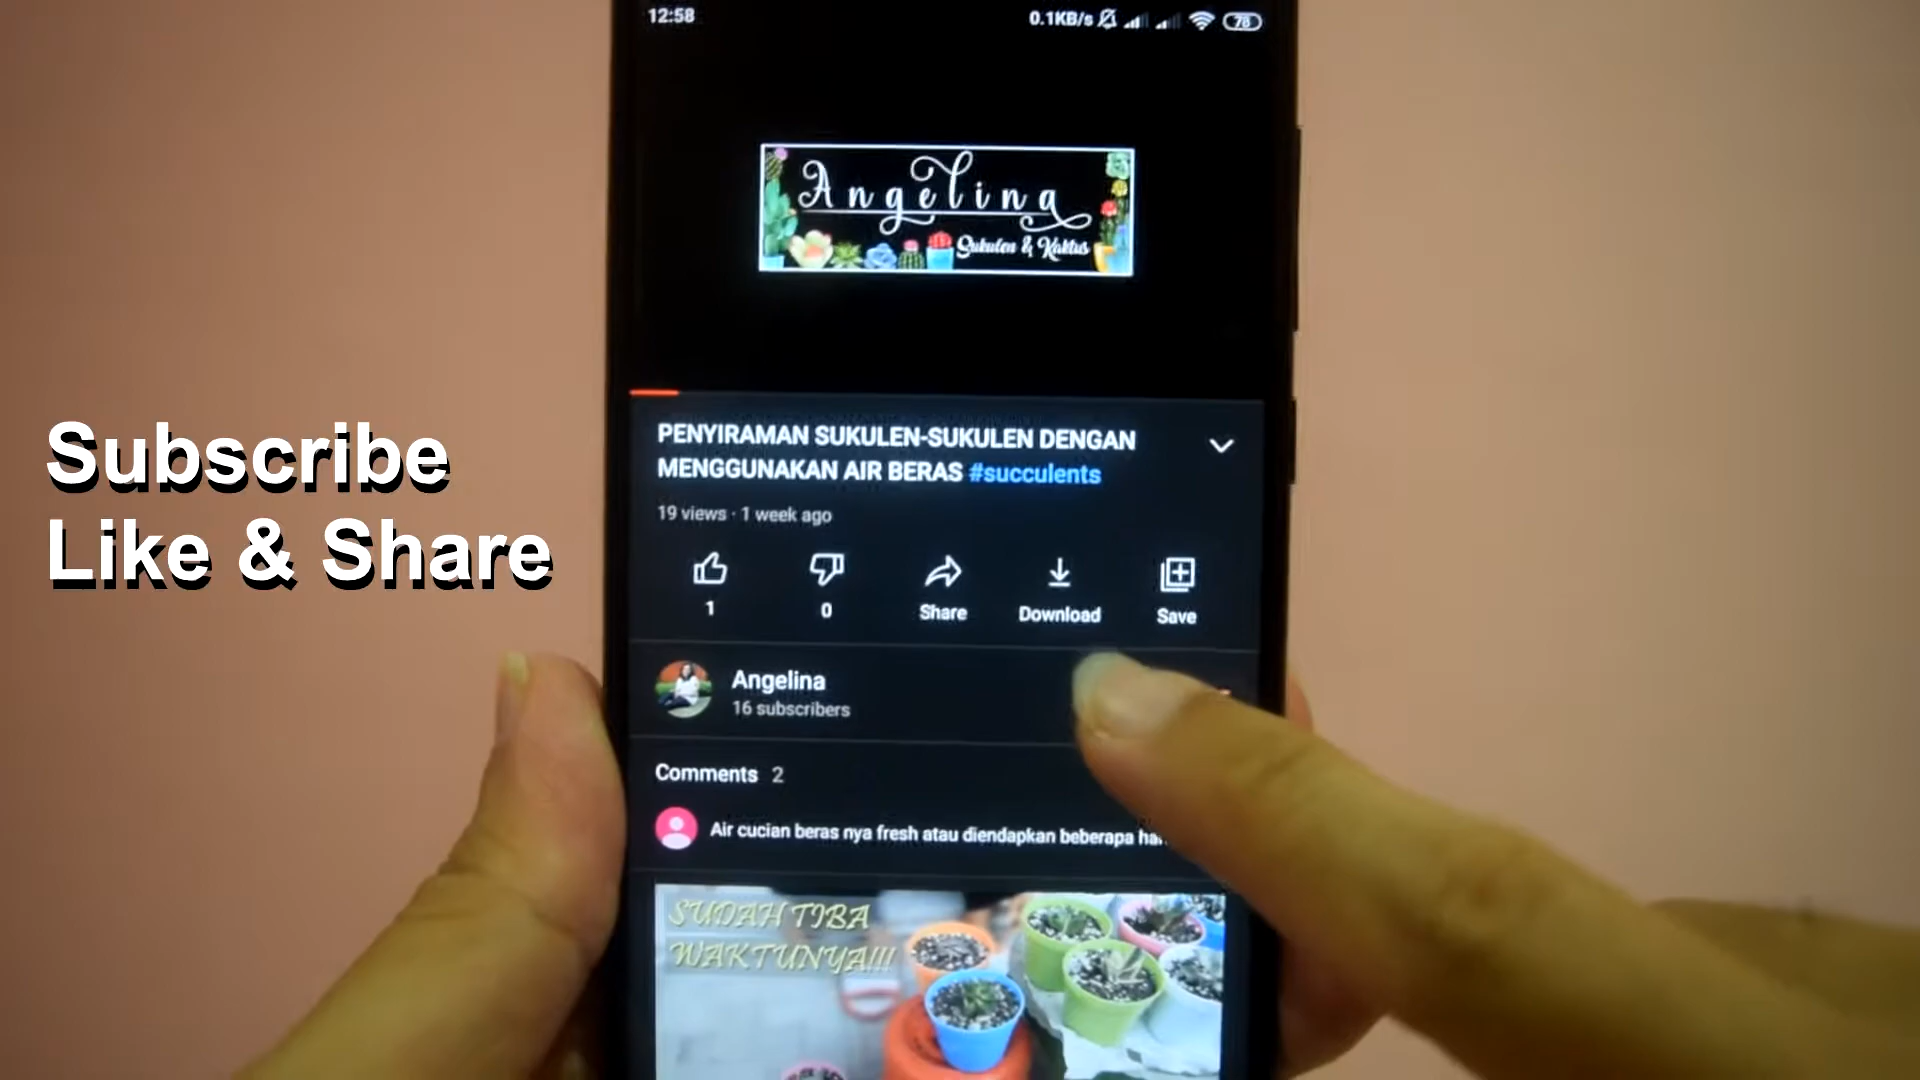 12:58
0.1KB/s
78
Angelina
Sukulen & Kaktus
PENYIRAMAN SUKULEN-SUKULEN DENGAN
MENGGUNAKAN AIR BERAS #succulents
19 views · 1 week ago
1
0
Share
Download
Save
Subscribe
Like & Share
Angelina
16 subscribers
Comments 2
Air cucian beras nya fresh atau diendapkan beberapa
SUDAH TIBA
WAKTUNYA!!!